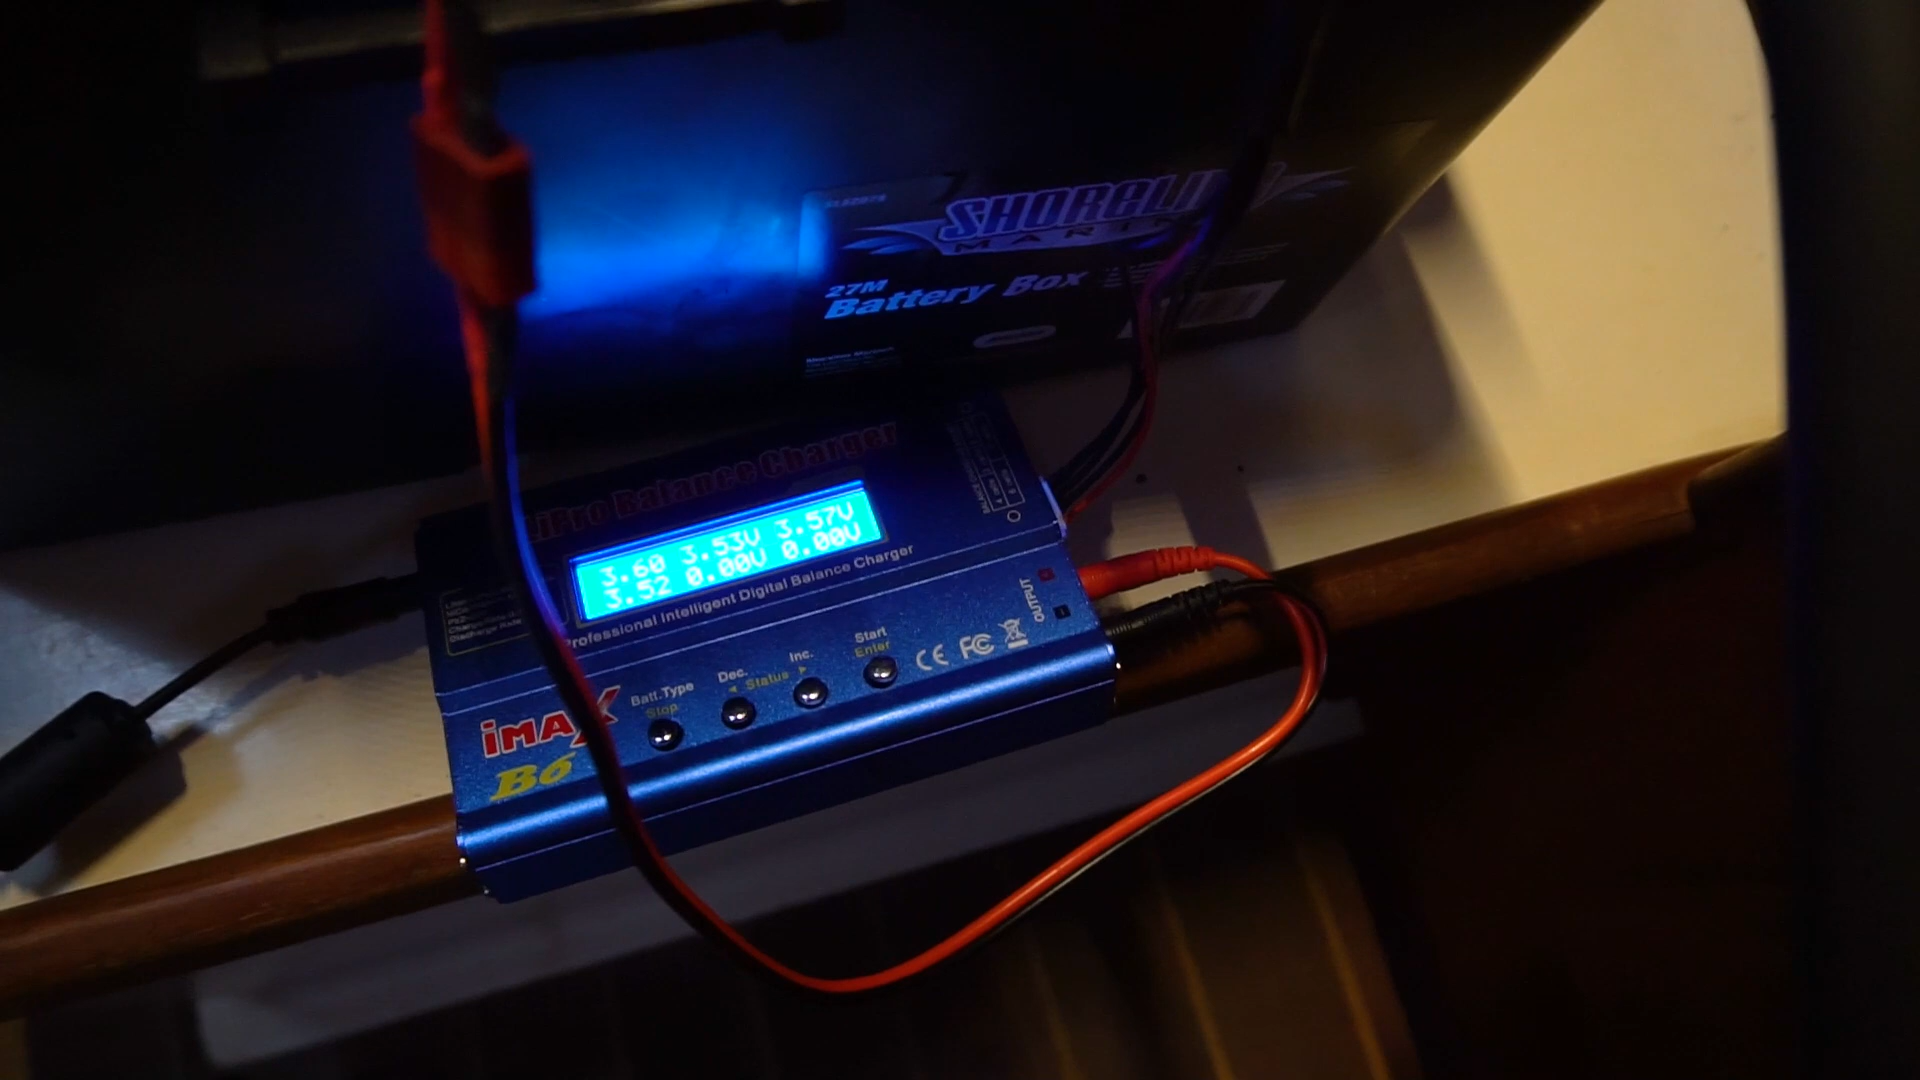 SHORELINE
MARINE
27M
Battery Box
LiPro Balance Charger
3.60 3.53V 3.57V
3.52 0.00V 0.00V
Professional Intelligent Digital Balance Charger
OUTPUT
Batt.Type
Stop
Dec.
Status
Inc.
Start
Enter
CE FC
iMAX
B6